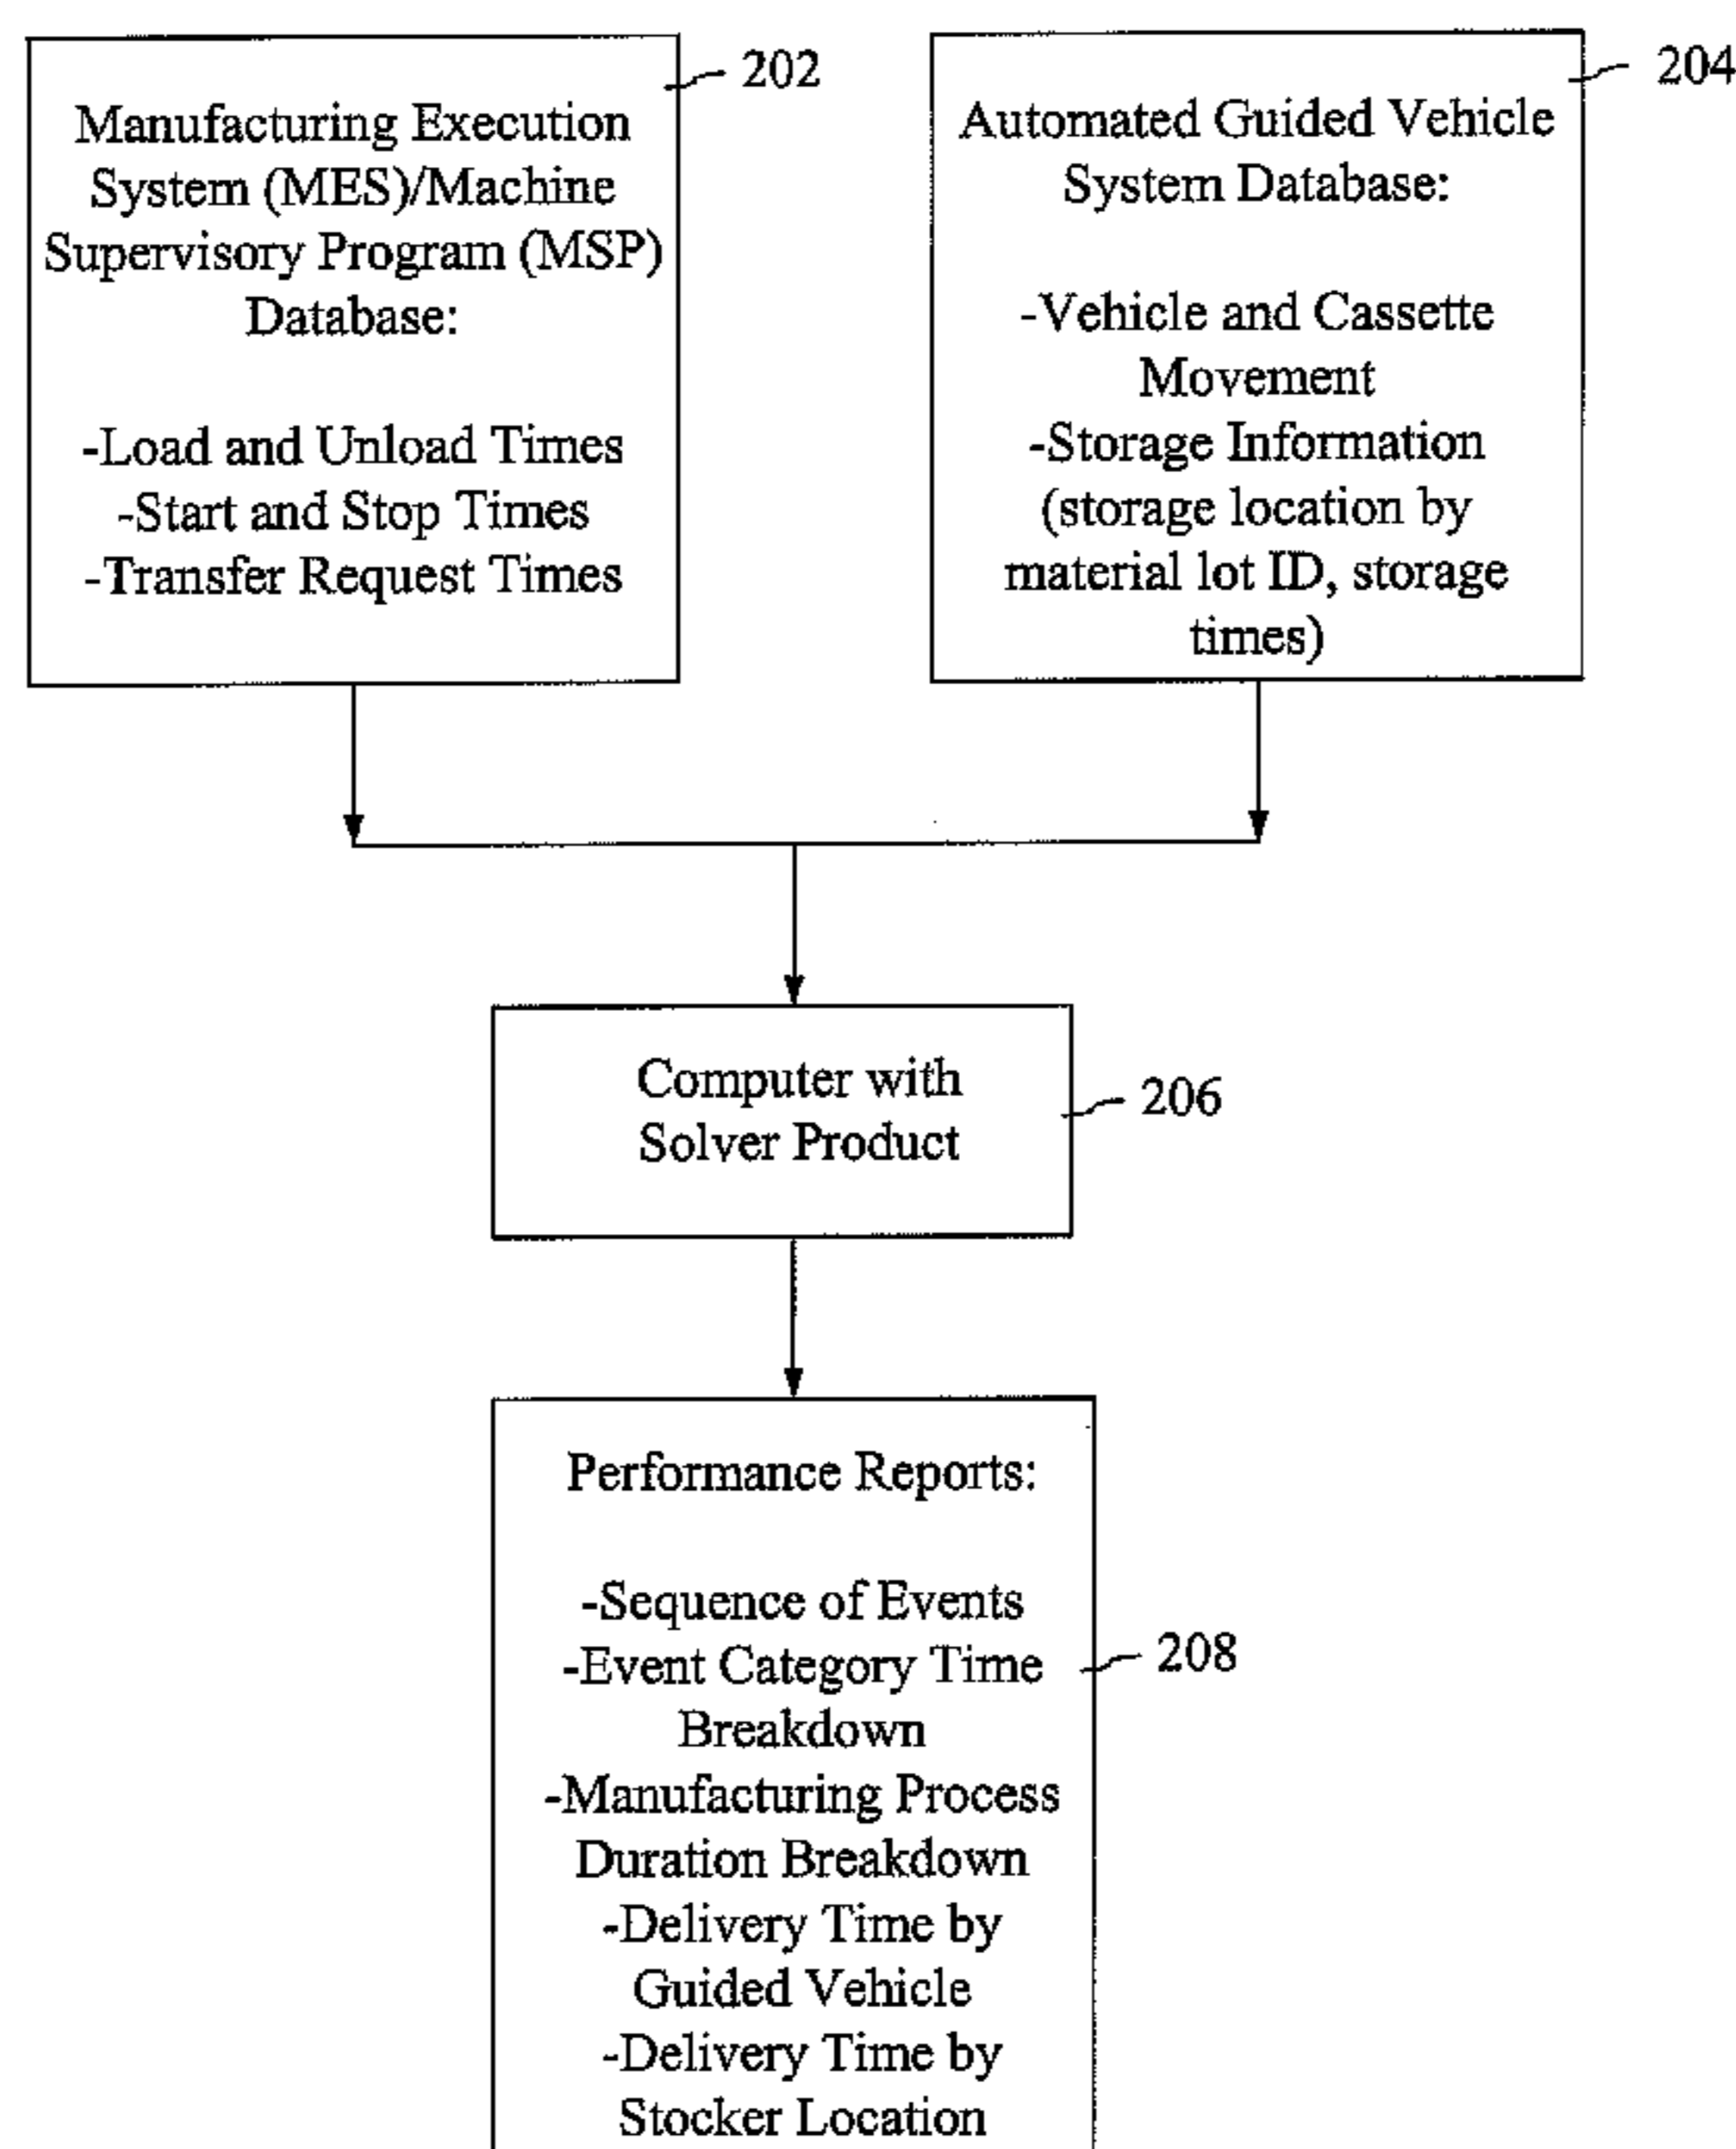 202
Manufacturing Execution
System (MES)/Machine
Supervisory Program (MSP)
Database:
-Load and Unload Times
-Start and Stop Times
-Transfer Request Times
204
Automated Guided Vehicle
System Database:
-Vehicle and Cassette
Movement
-Storage Information
(storage location by
material lot ID, storage
times)
Computer with
Solver Product
206
Performance Reports:
-Sequence of Events
-Event Category Time
Breakdown
-Manufacturing Process
Duration Breakdown
-Delivery Time by
Guided Vehicle
-Delivery Time by
Stocker Location
208